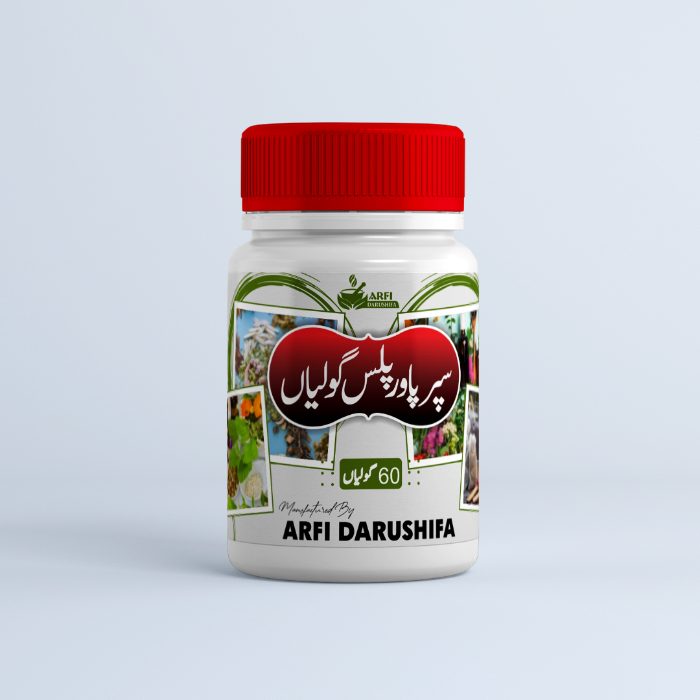 ARFI
DARUSHIFA
سپر پاور پلس گولیاں
60 گولیاں
Manufactured By
ARFI DARUSHIFA